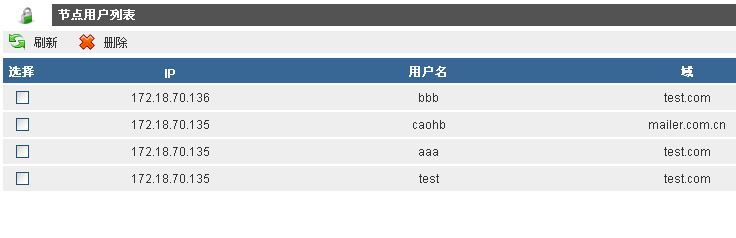 节点用户列表
刷新 删除
选择 IP 用户名 域
172.18.70.136 bbb test.com
172.18.70.135 caohb mailer.com.cn
172.18.70.135 aaa test.com
172.18.70.135 test test.com